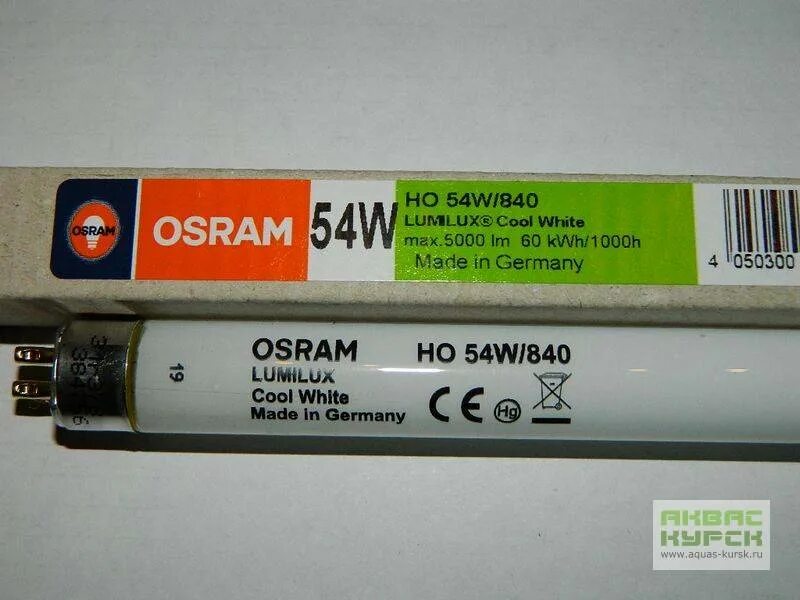 OSRAM
OSRAM
54W
HO 54W/840
LUMILUX® Cool White
max.5000 lm 60 kWh/1000h
Made in Germany
4 050300
19
OSRAM
LUMILUX
Cool White
Made in Germany
HO 54W/840
CE
Hg
АКВАС
КУРСК
www.aquas-kursk.ru